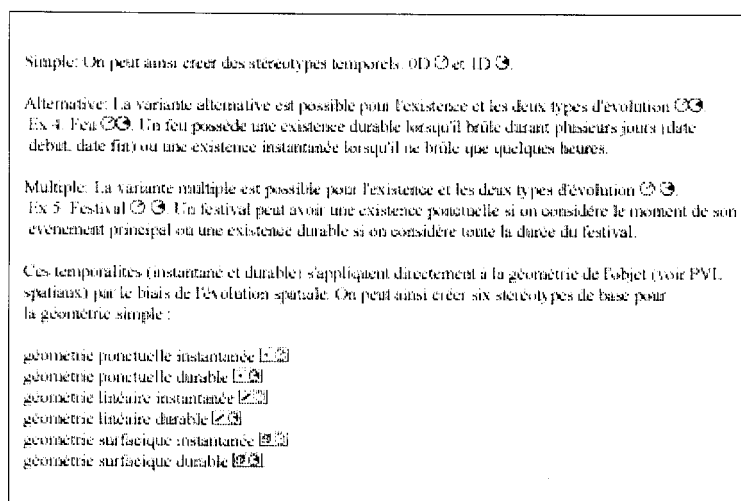 Simple: On peut ainsi créer des stéréotypes temporels. 0D et 1D.
Alternative: La variante alternative est possible pour l'existence et les deux types d'évolution.
Ex 4. Feu. Un feu possède une existence durable lorsqu'il brûle durant plusieurs jours (date
début, date fin) ou une existence instantanée lorsqu'il ne brûle que quelques heures.
Multiple: La variante multiple est possible pour l'existence et les deux types d'évolution.
Ex 5. Festival. Un festival peut avoir une existence ponctuelle si on considère le moment de son
événement principal ou une existence durable si on considère toute la durée du festival.
Ces temporalités (instantané et durable) s'appliquent directement à la géométrie de l'objet (voir PVL
spatiaux) par le biais de l'évolution spatiale. On peut ainsi créer six stéréotypes de base pour
la géométrie simple :
géométrie ponctuelle instantanée
géométrie ponctuelle durable
géométrie linéaire instantanée
géométrie linéaire durable
géométrie surfacique instantanée
géométrie surfacique durable